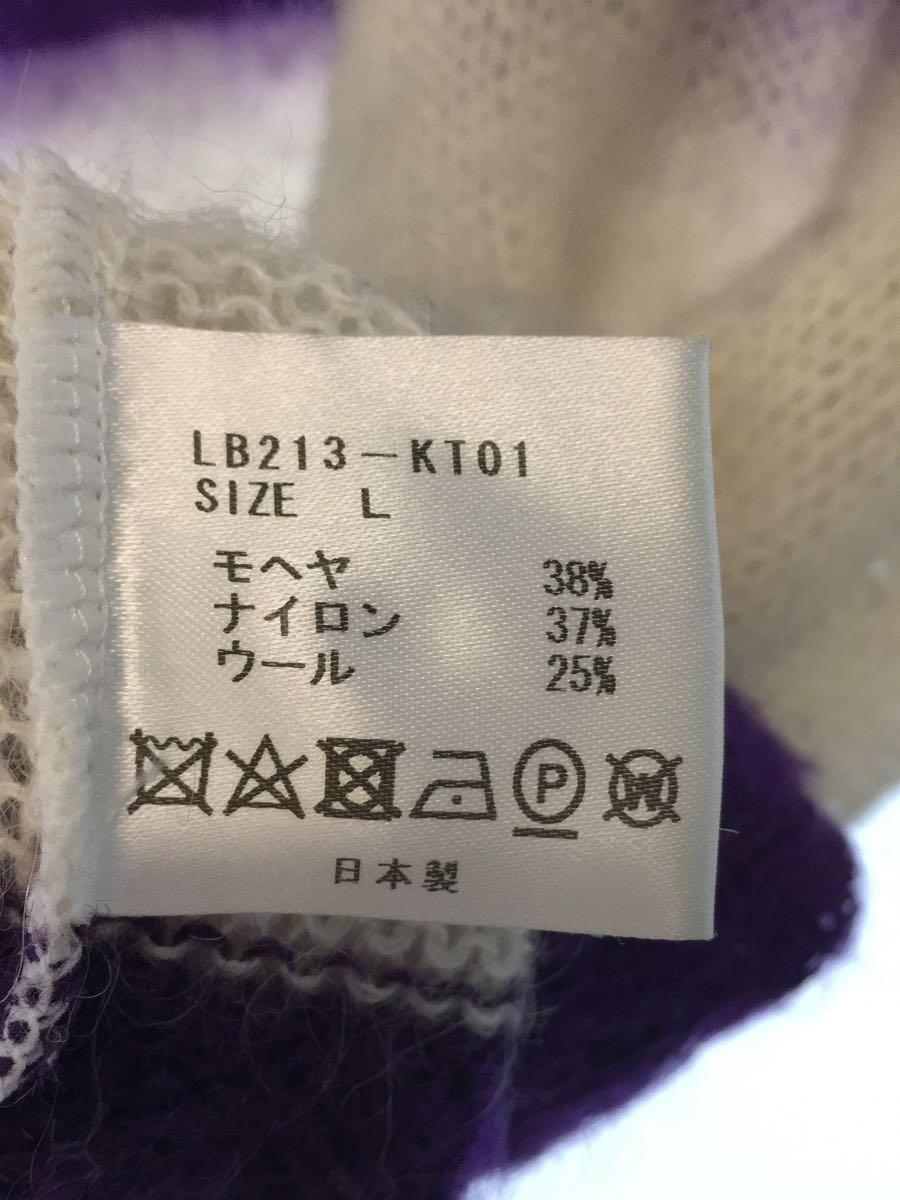 LB213-KT01
SIZE L
モヘヤ 38%
ナイロン 37%
ウール 25%
P W
日本製